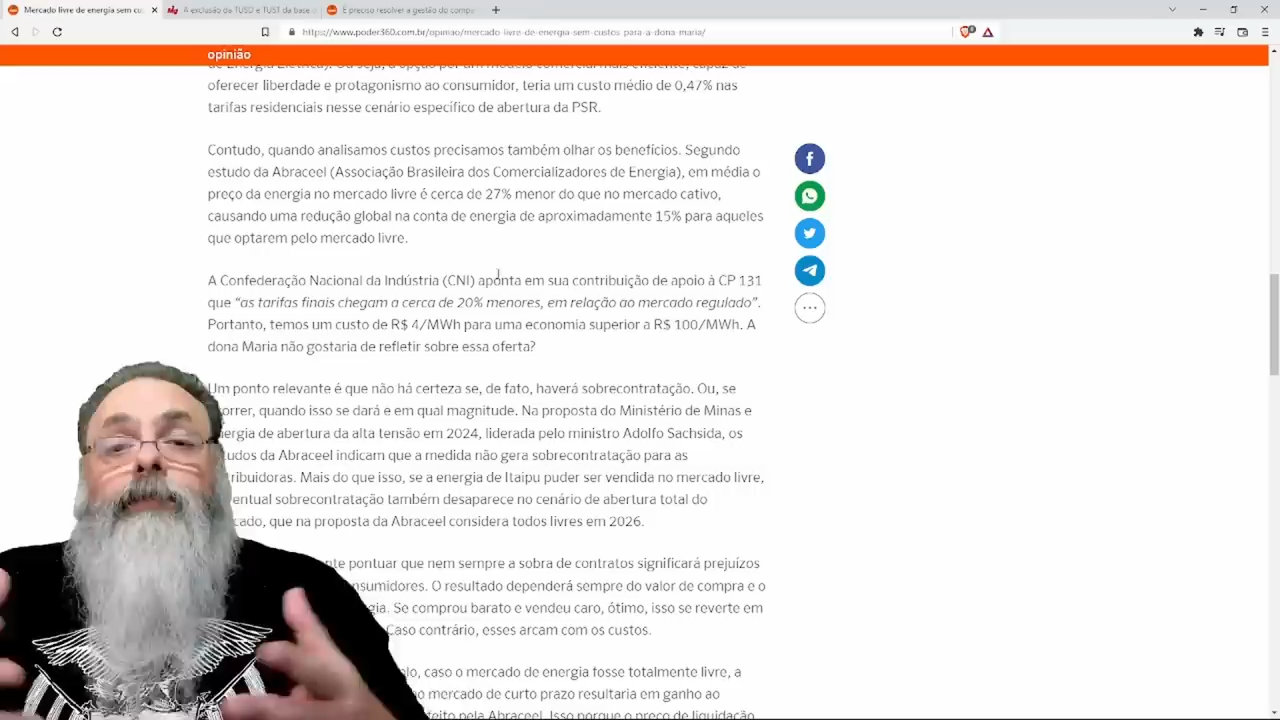 Mercado livre de energia sem cu
A exclusão da TUSD e TUST da base
É preciso resolver a gestão do compa
https://www.poder360.com.br/opiniao/mercado-livre-de-energia-sem-custos-para-a-dona-maria/
opinião
de Energia Elétrica). Ou seja, a opção por um modelo comercial mais eficiente, capaz de
oferecer liberdade e protagonismo ao consumidor, teria um custo médio de 0,47% nas
tarifas residenciais nesse cenário específico de abertura da PSR.
Contudo, quando analisamos custos precisamos também olhar os benefícios. Segundo
estudo da Abraceel (Associação Brasileira dos Comercializadores de Energia), em média o
preço da energia no mercado livre é cerca de 27% menor do que no mercado cativo,
causando uma redução global na conta de energia de aproximadamente 15% para aqueles
que optarem pelo mercado livre.
A Confederação Nacional da Indústria (CNI) aponta em sua contribuição de apoio à CP 131
que “as tarifas finais chegam a cerca de 20% menores, em relação ao mercado regulado”.
Portanto, temos um custo de R$ 4/MWh para uma economia superior a R$ 100/MWh. A
dona Maria não gostaria de refletir sobre essa oferta?
Um ponto relevante é que não há certeza se, de fato, haverá sobrecontratação. Ou, se
orrer, quando isso se dará e em qual magnitude. Na proposta do Ministério de Minas e
nergia de abertura da alta tensão em 2024, liderada pelo ministro Adolfo Sachsida, os
tudos da Abraceel indicam que a medida não gera sobrecontratação para as
tribuidoras. Mais do que isso, se a energia de Itaipu puder ser vendida no mercado livre,
entual sobrecontratação também desaparece no cenário de abertura total do
cado, que na proposta da Abraceel considera todos livres em 2026.
nte pontuar que nem sempre a sobra de contratos significará prejuízos
nsumidores. O resultado dependerá sempre do valor de compra e o
gia. Se comprou barato e vendeu caro, ótimo, isso se reverte em
Caso contrário, esses arcam com os custos.
plo, caso o mercado de energia fosse totalmente livre, a
no mercado de curto prazo resultaria em ganho ao
feito pela Abraceel. Isso porque o preço de liquidação